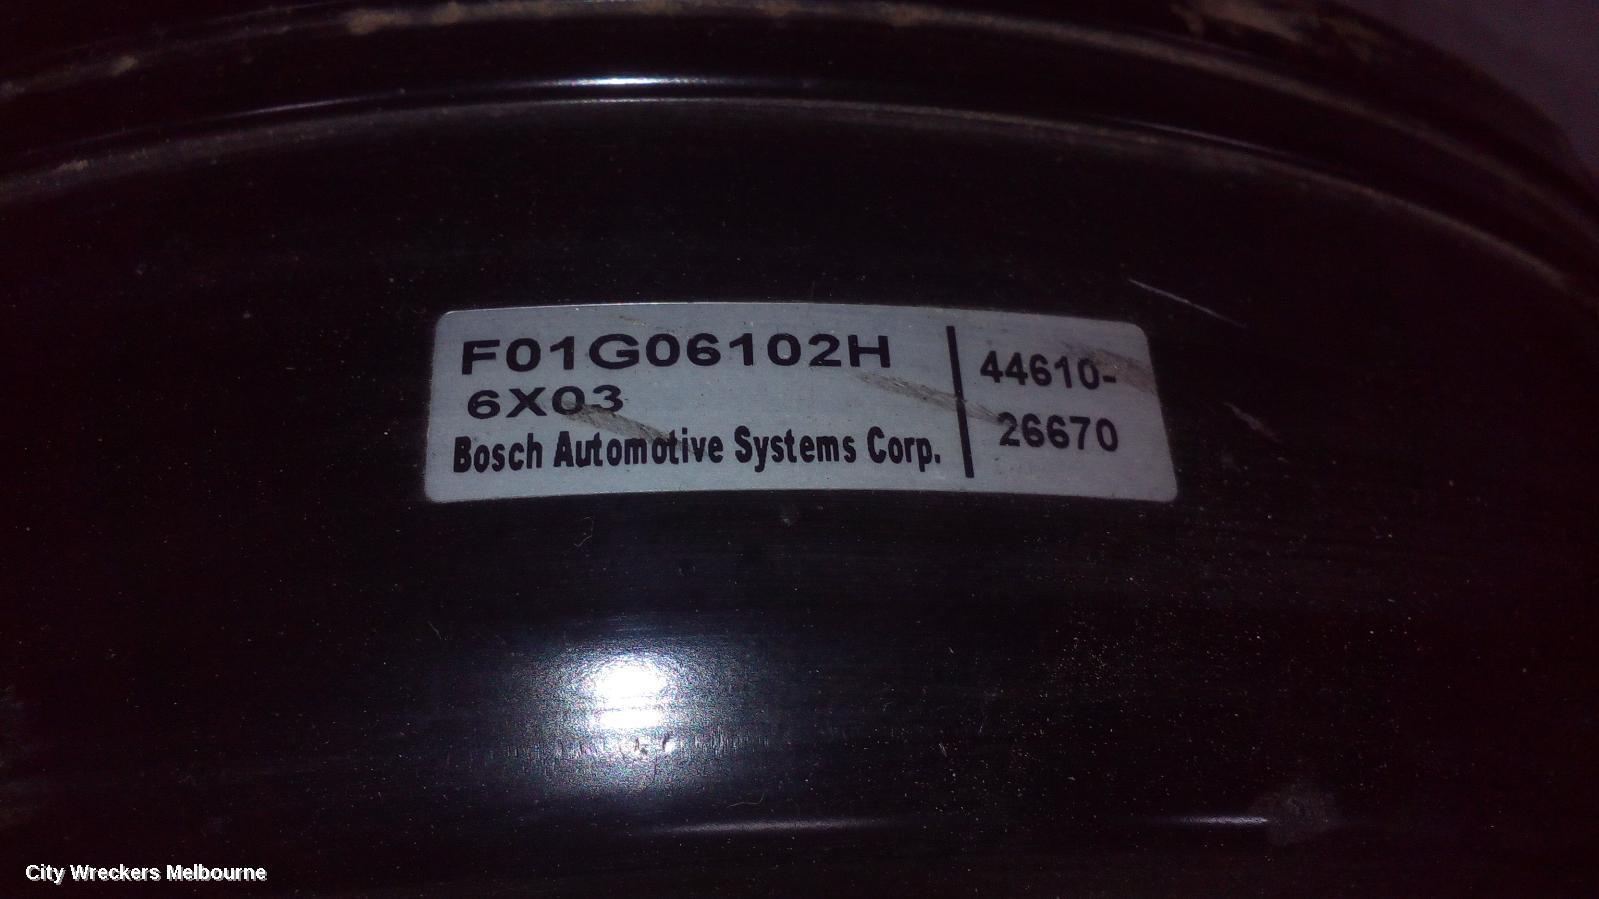 F01G06102H
6X03
Bosch Automotive Systems Corp.
44610-
26670
City Wreckers Melbourne